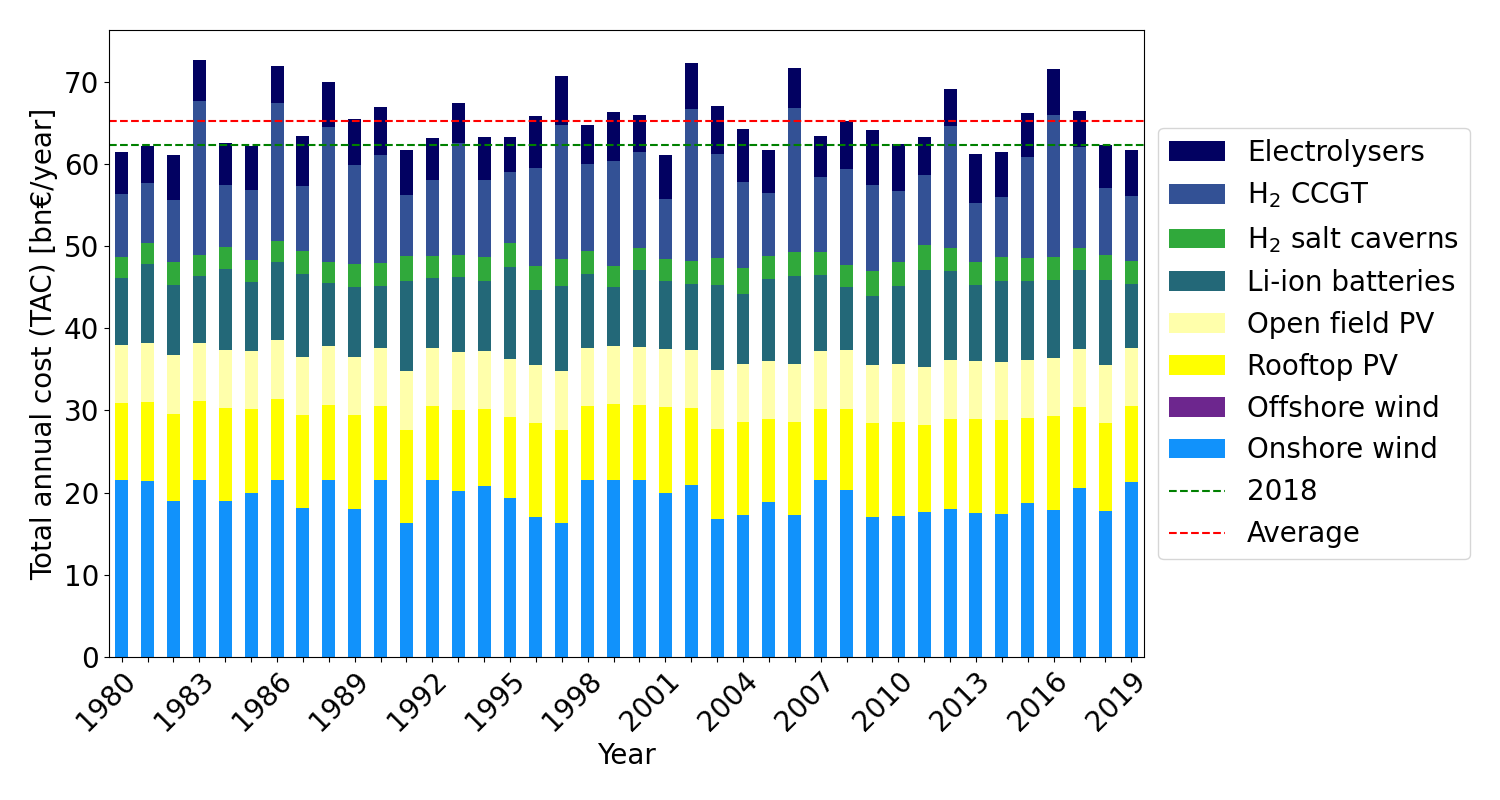 Total annual cost (TAC) [bn€/year]
70
60
50
40
30
20
10
0
1980
1983
1986
1989
1992
1995
1998
2001
2004
2007
2010
2013
2016
2019
Year
Electrolysers
H₂ CCGT
H₂ salt caverns
Li-ion batteries
Open field PV
Rooftop PV
Offshore wind
Onshore wind
2018
Average